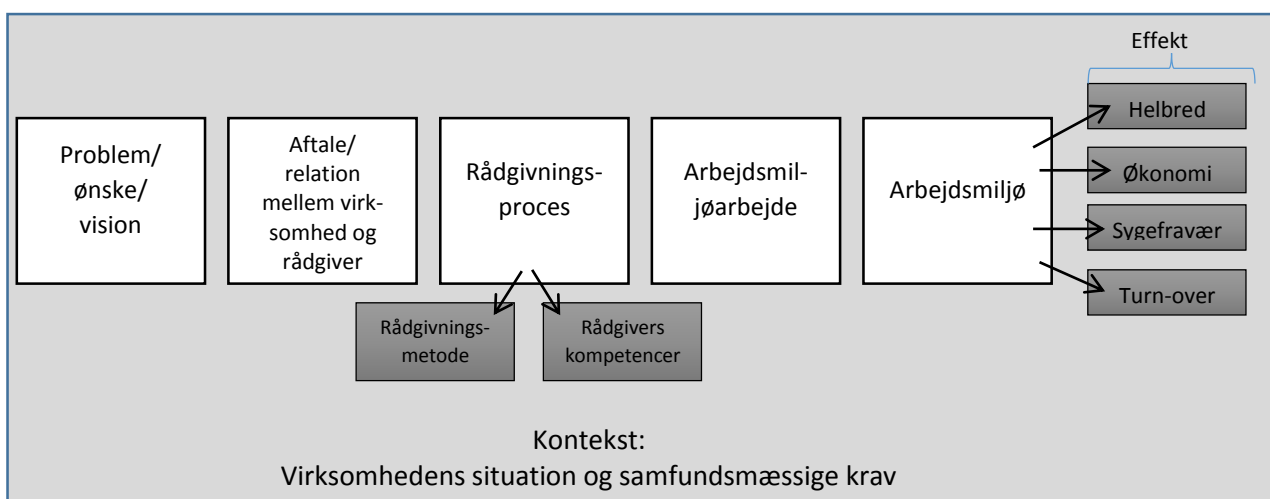 Effekt
Problem/
ønske/
vision
Aftale/
relation
mellem virk-
somhed og
rådgiver
Rådgivnings-
proces
Arbejdsmil-
jøarbejde
Arbejdsmiljø
Helbred
Økonomi
Sygefravær
Turn-over
Rådgivnings-
metode
Rådgivers
kompetencer
Kontekst:
Virksomhedens situation og samfundsmæssige krav